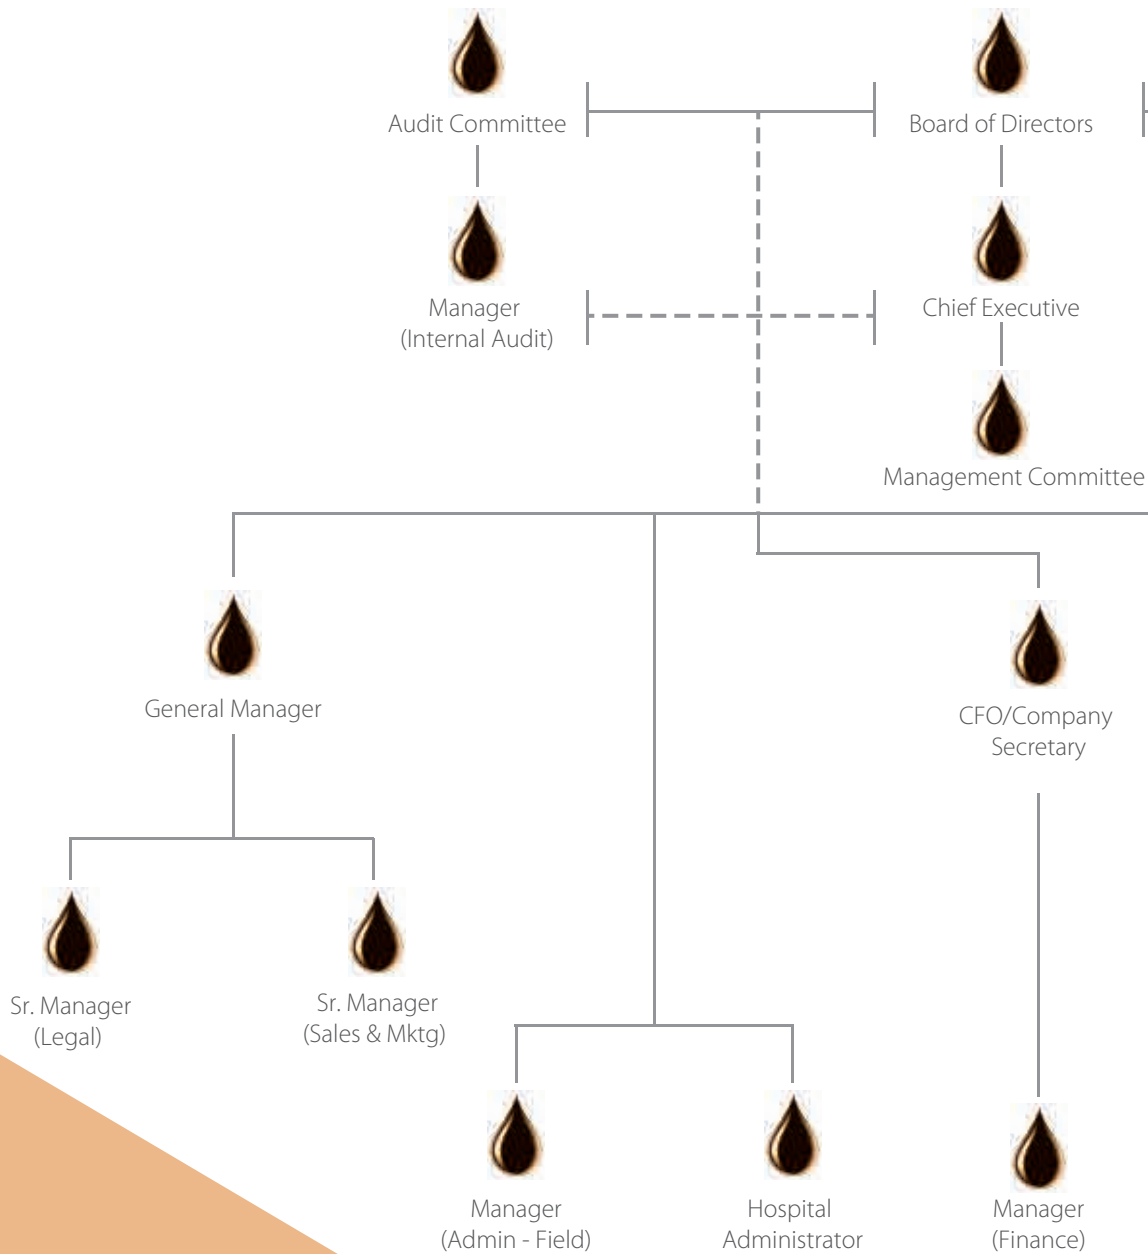 Audit Committee
Board of Directors
Manager
(Internal Audit)
Chief Executive
Management Committee
General Manager
CFO/Company
Secretary
Sr. Manager
(Legal)
Sr. Manager
(Sales & Mktg)
Manager
(Admin - Field)
Hospital
Administrator
Manager
(Finance)